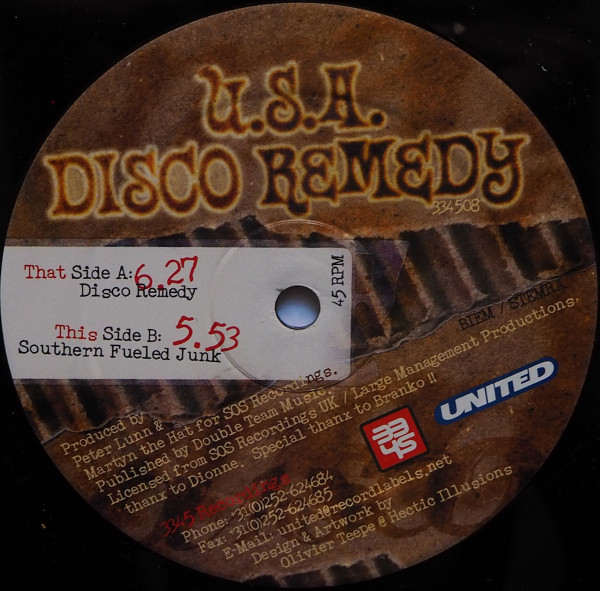 U.S.A.
DISCO REMEDY
334508
That Side A: 6.27
Disco Remedy
45 RPM
This Side B: 5.53
Southern Fueled Junk
BIEM / STEMRA
Produced by
Peter Lunn &
Martyn the Hat for SOS Recordings.
Published by Double Team Music.
Licensed from SOS Recordings UK / Large Management Productions,
thanx to Dionne. Special thanx to Branko !!
3345
UNITED
3345 Recordings
Phone: 31(0)252-624684
Fax: 31(0)252-624685
E-Mail: united@recordlabels.net
Design & Artwork by
Olivier Teepe @ Hectic Illusions